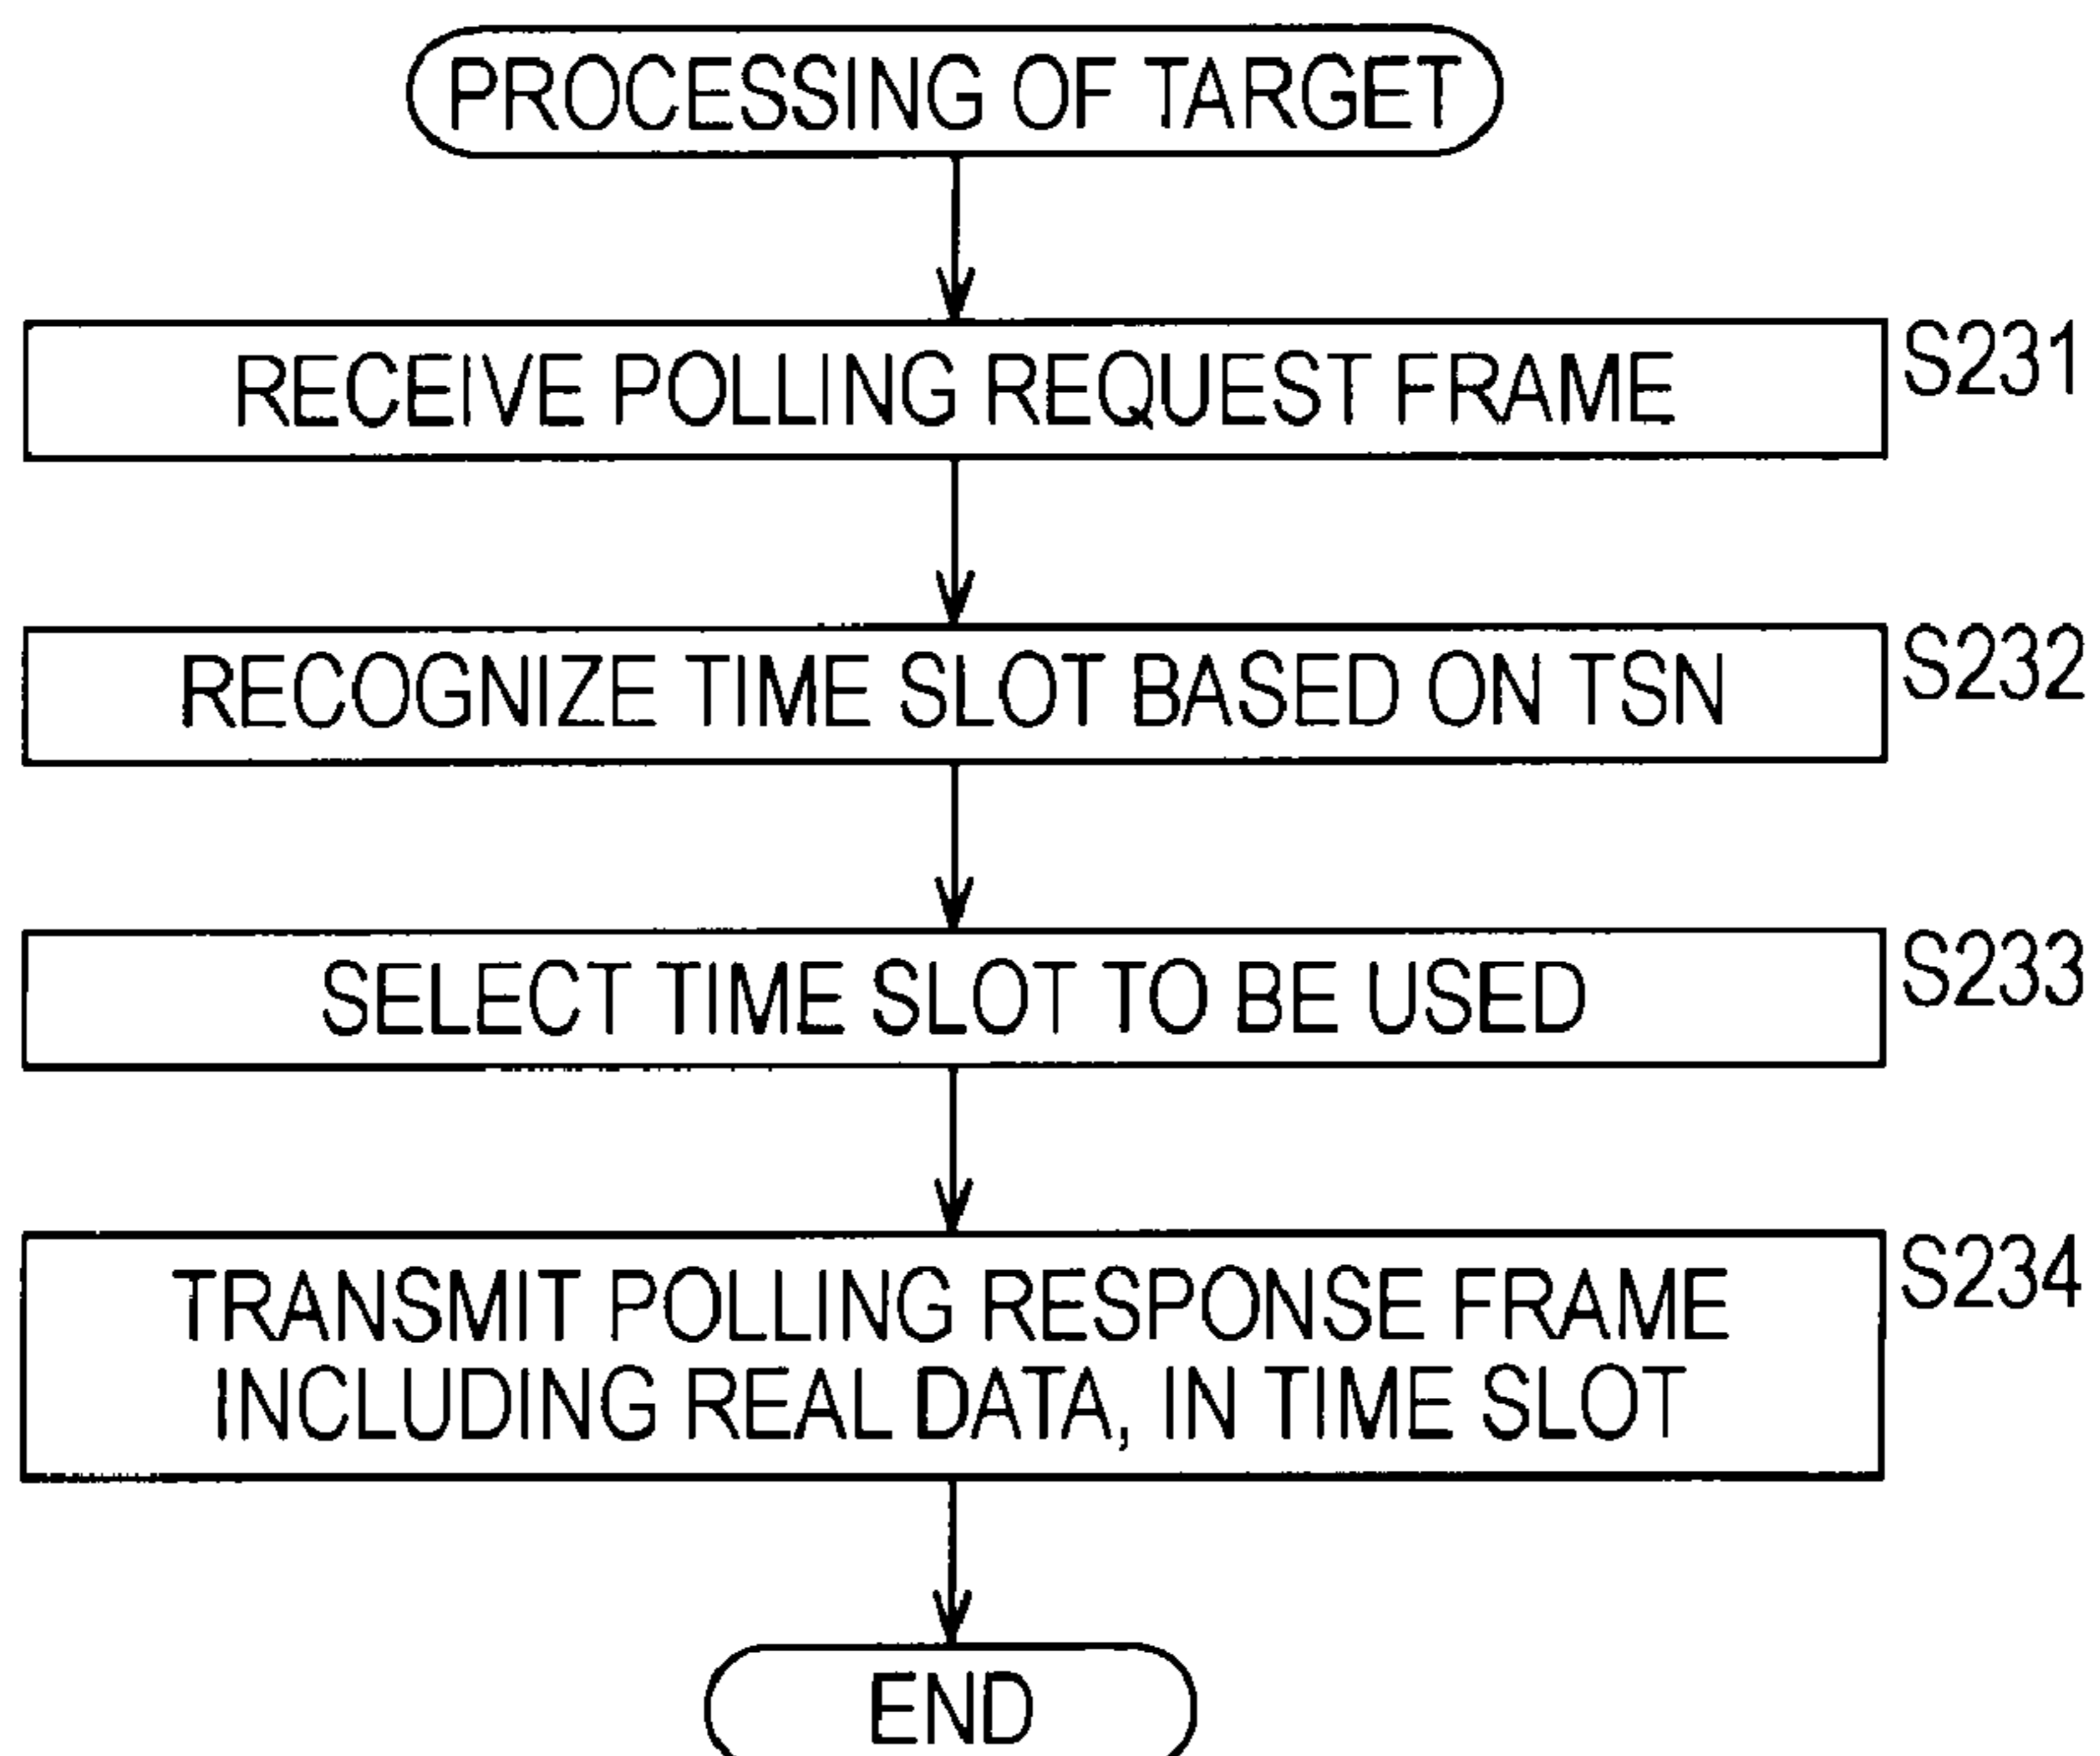 PROCESSING OF TARGET
RECEIVE POLLING REQUEST FRAME
S231
RECOGNIZE TIME SLOT BASED ON TSN
S232
SELECT TIME SLOT TO BE USED
S233
TRANSMIT POLLING RESPONSE FRAME
INCLUDING REAL DATA, IN TIME SLOT
S234
END